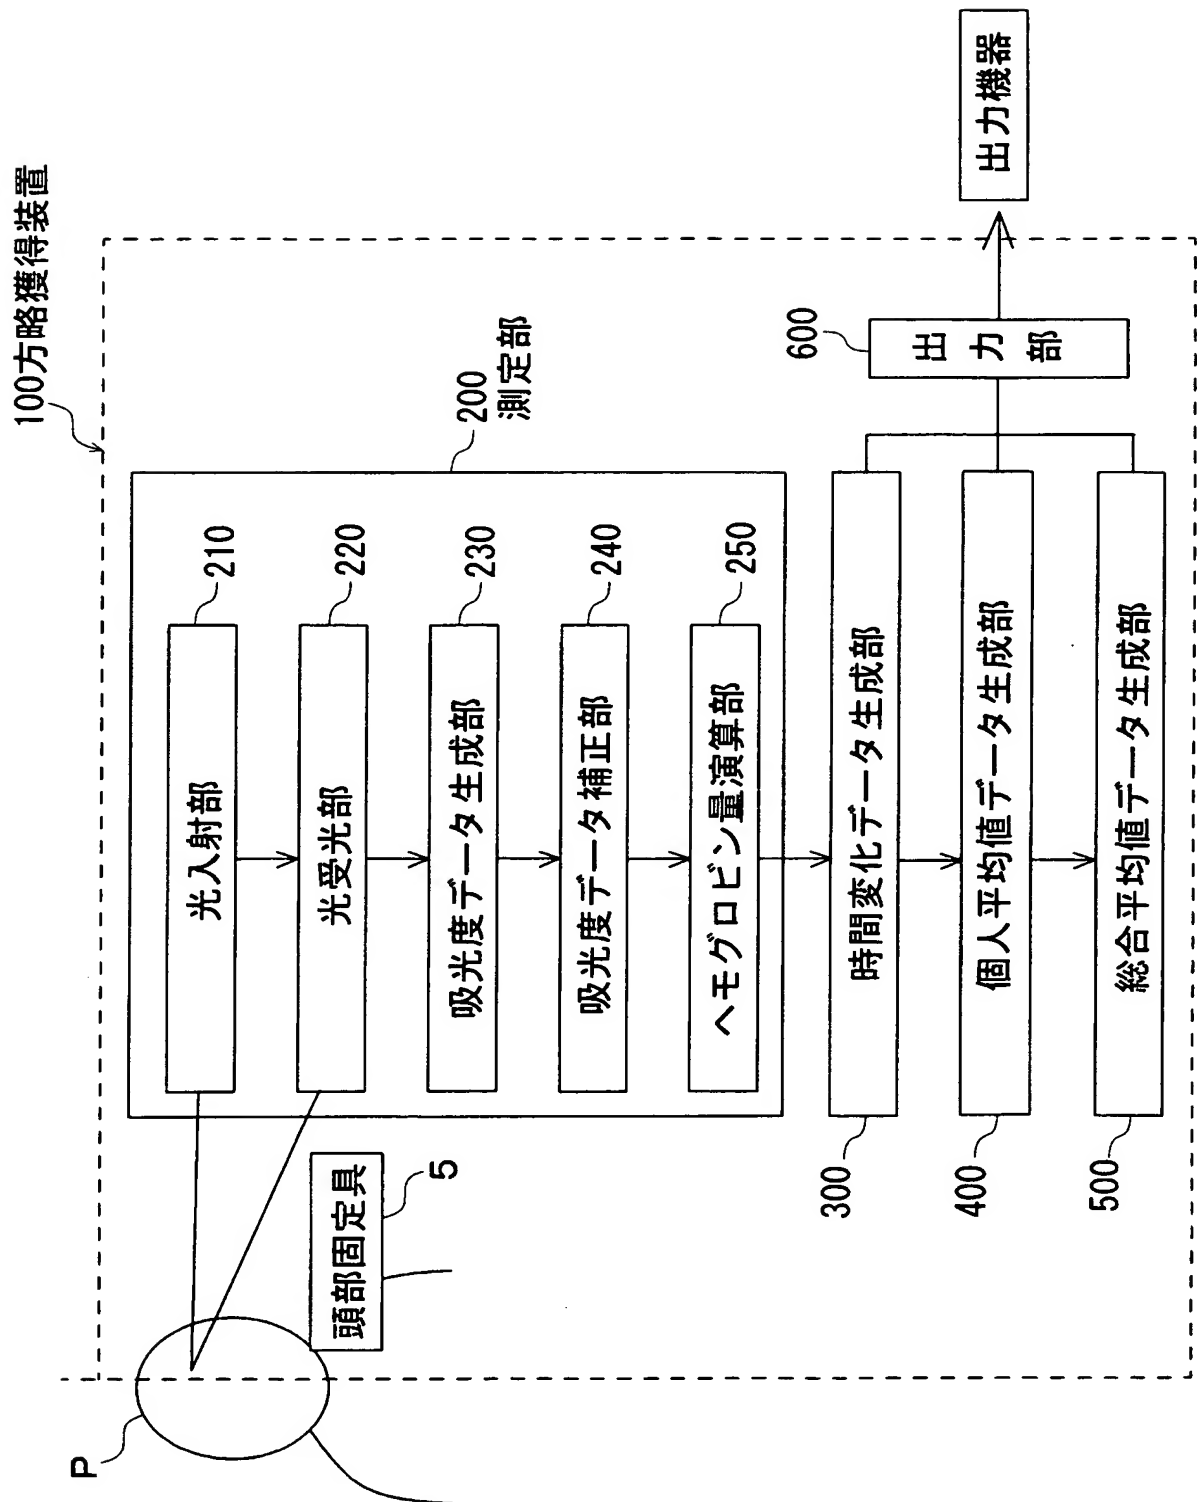 100方略獲得装置
200
測定部
210
光入射部
220
光受光部
230
吸光度データ生成部
240
吸光度データ補正部
250
ヘモグロビン量演算部
300
時間変化データ生成部
400
個人平均値データ生成部
500
総合平均値データ生成部
600
出力部
出力機器
P
頭部固定具
5